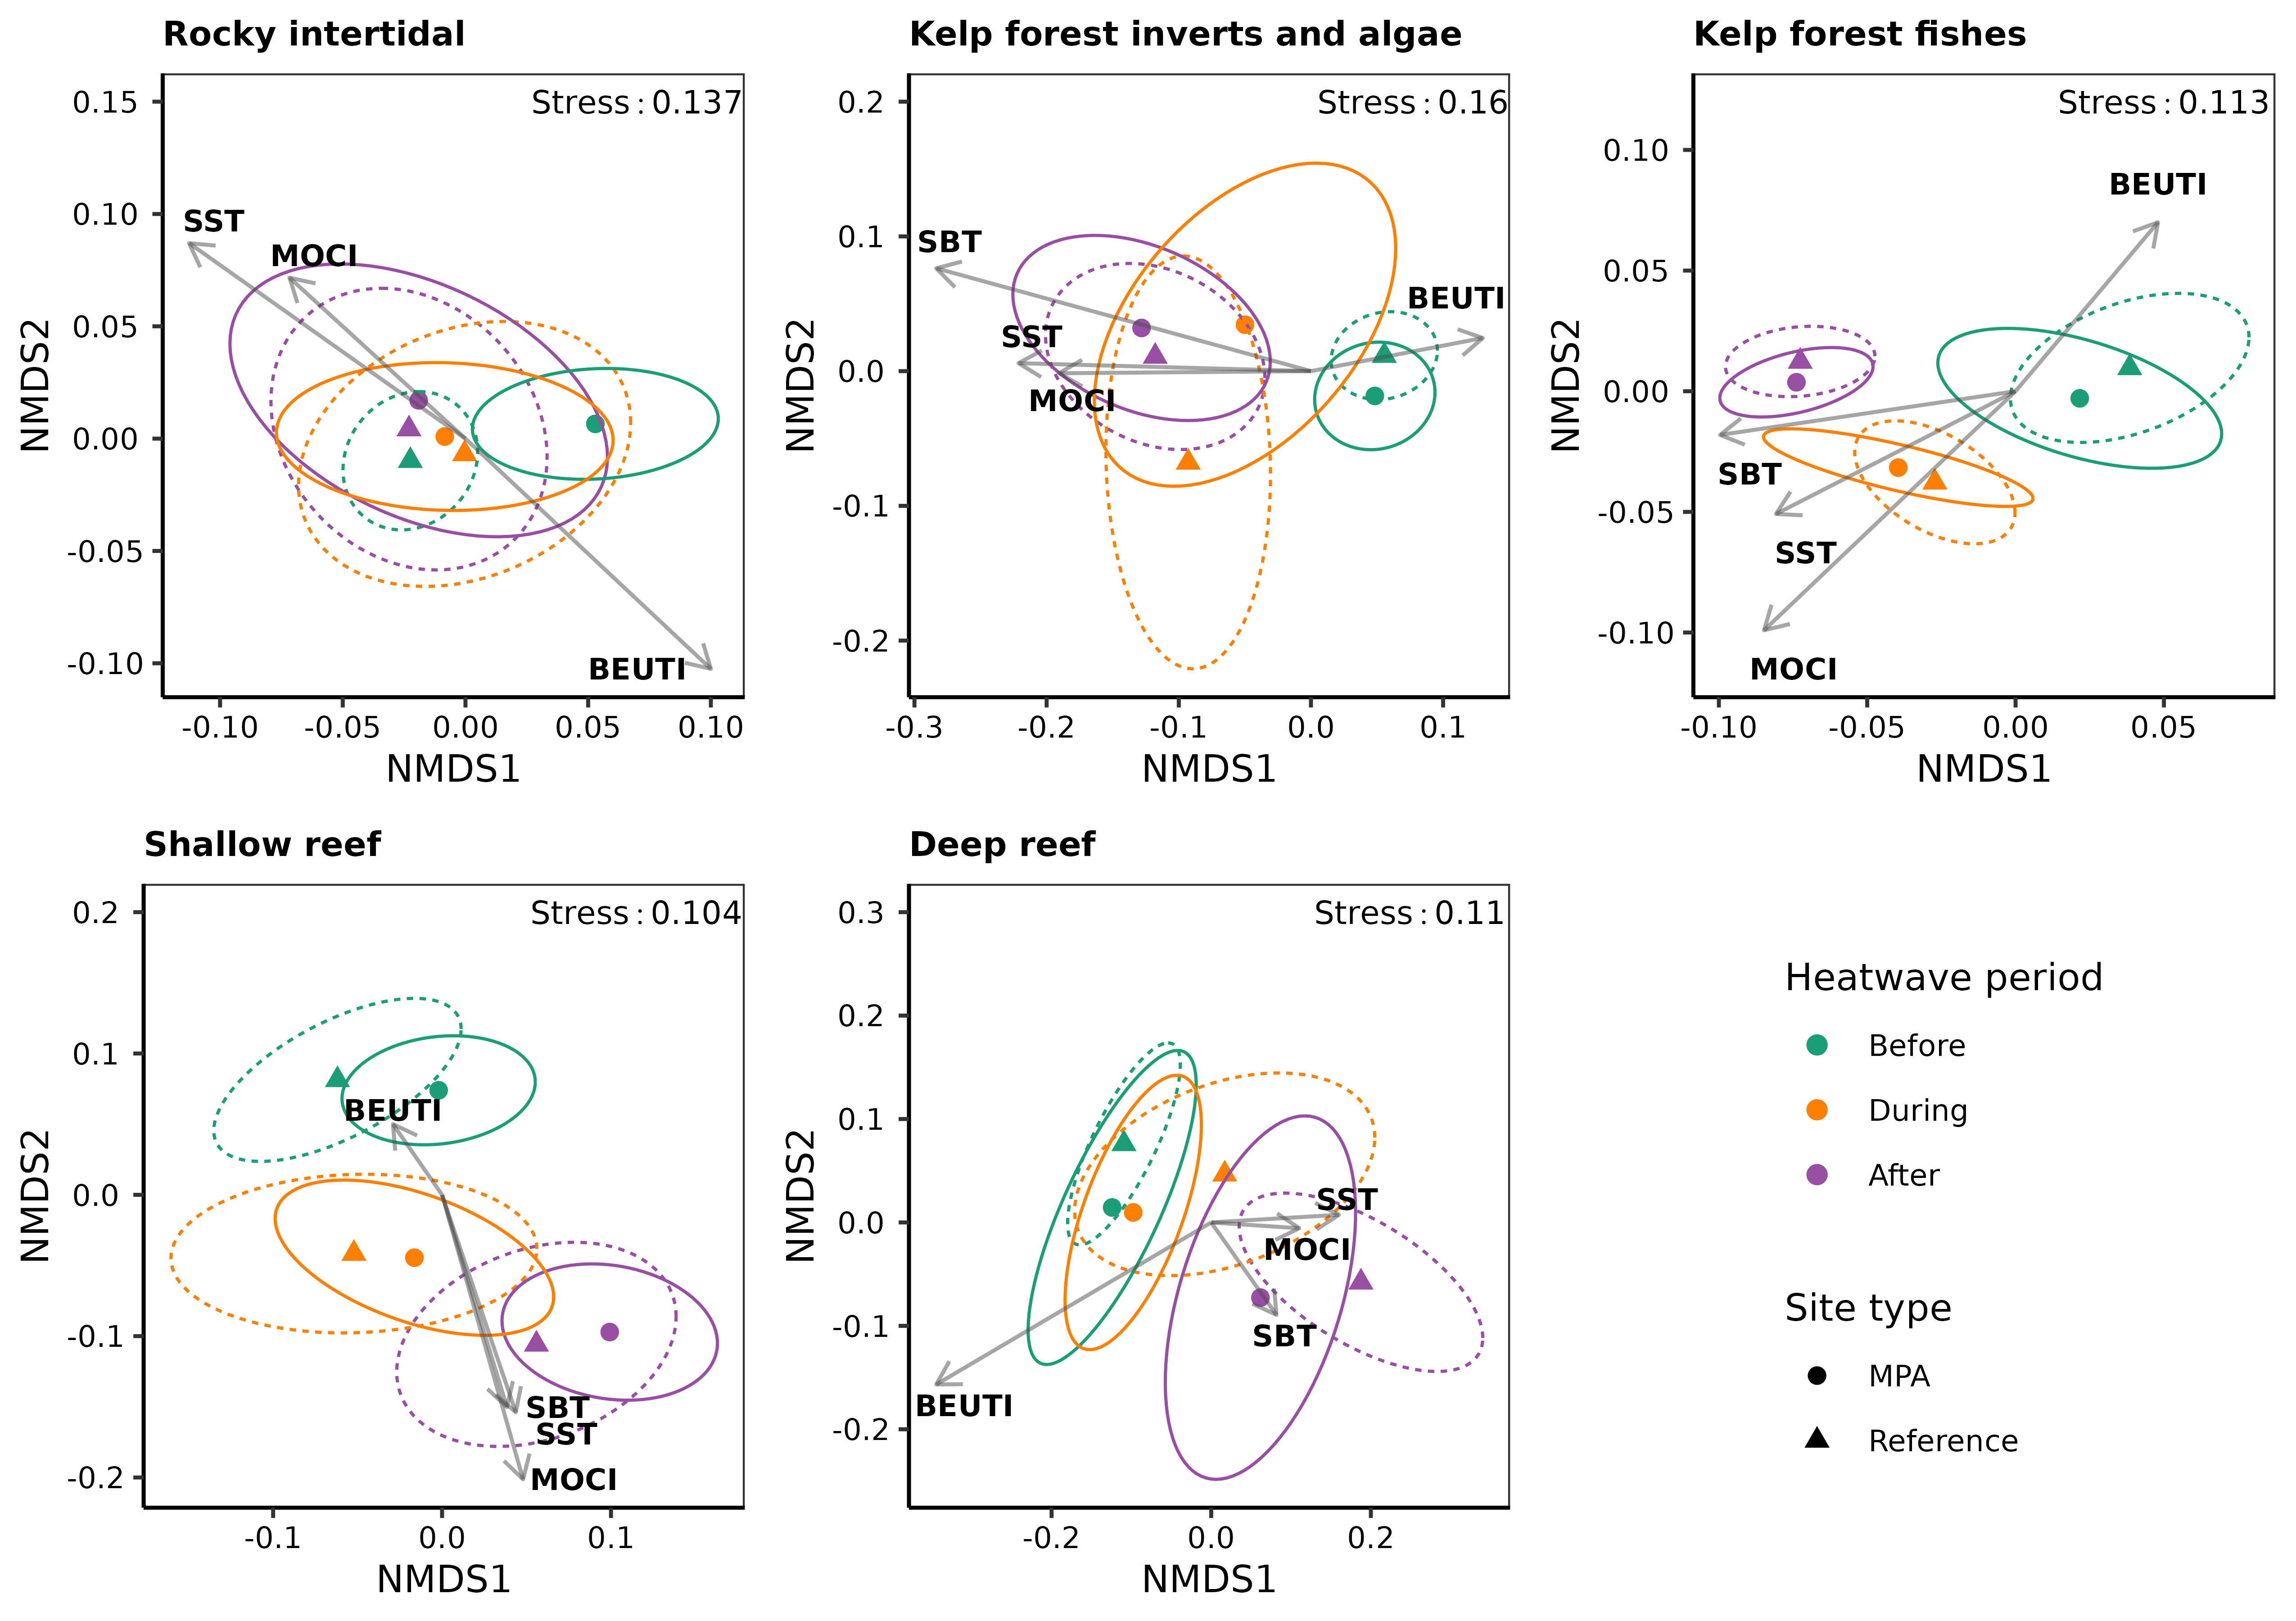 Rocky intertidal
Stress : 0.137
0.15
0.10
0.05
0.00
-0.05
-0.10
NMDS2
SST
MOCI
BEUTI
-0.10 -0.05 0.00 0.05 0.10
NMDS1
Kelp forest inverts and algae
Stress : 0.16
0.2
0.1
0.0
-0.1
-0.2
NMDS2
SBT
BEUTI
SST
MOCI
-0.3 -0.2 -0.1 0.0 0.1
NMDS1
Kelp forest fishes
Stress : 0.113
0.10
0.05
0.00
-0.05
-0.10
NMDS2
BEUTI
SBT
SST
MOCI
-0.10 -0.05 0.00 0.05
NMDS1
Shallow reef
Stress : 0.104
0.2
0.1
0.0
-0.1
-0.2
NMDS2
BEUTI
SBT
SST
MOCI
-0.1 0.0 0.1
NMDS1
Deep reef
Stress : 0.11
0.3
0.2
0.1
0.0
-0.1
-0.2
NMDS2
SST
MOCI
SBT
BEUTI
-0.2 0.0 0.2
NMDS1
Heatwave period
Before
During
After
Site type
MPA
Reference